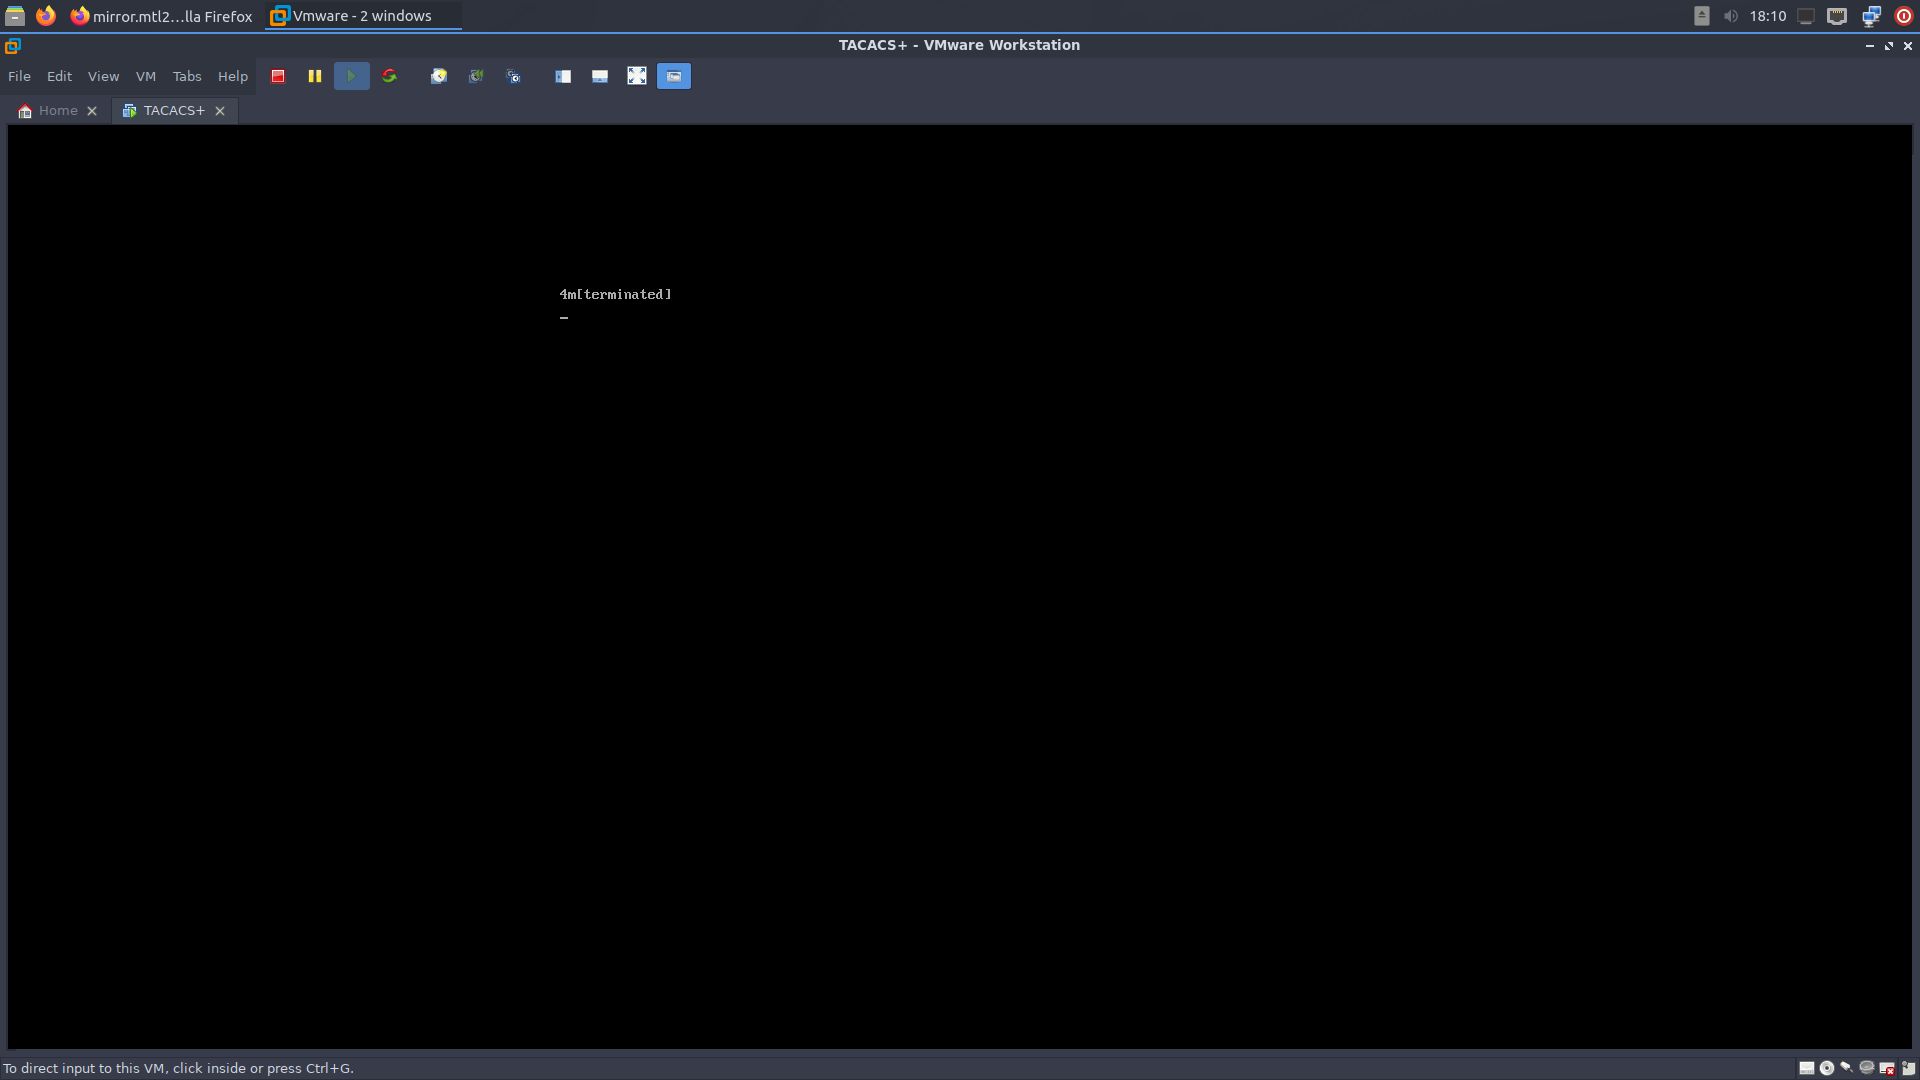 mirror.mtl2...lla Firefox
Vmware - 2 windows
18:10
TACACS+ - VMware Workstation
File Edit View VM Tabs Help
Home
TACACS+
4m[terminated]
_
To direct input to this VM, click inside or press Ctrl+G.